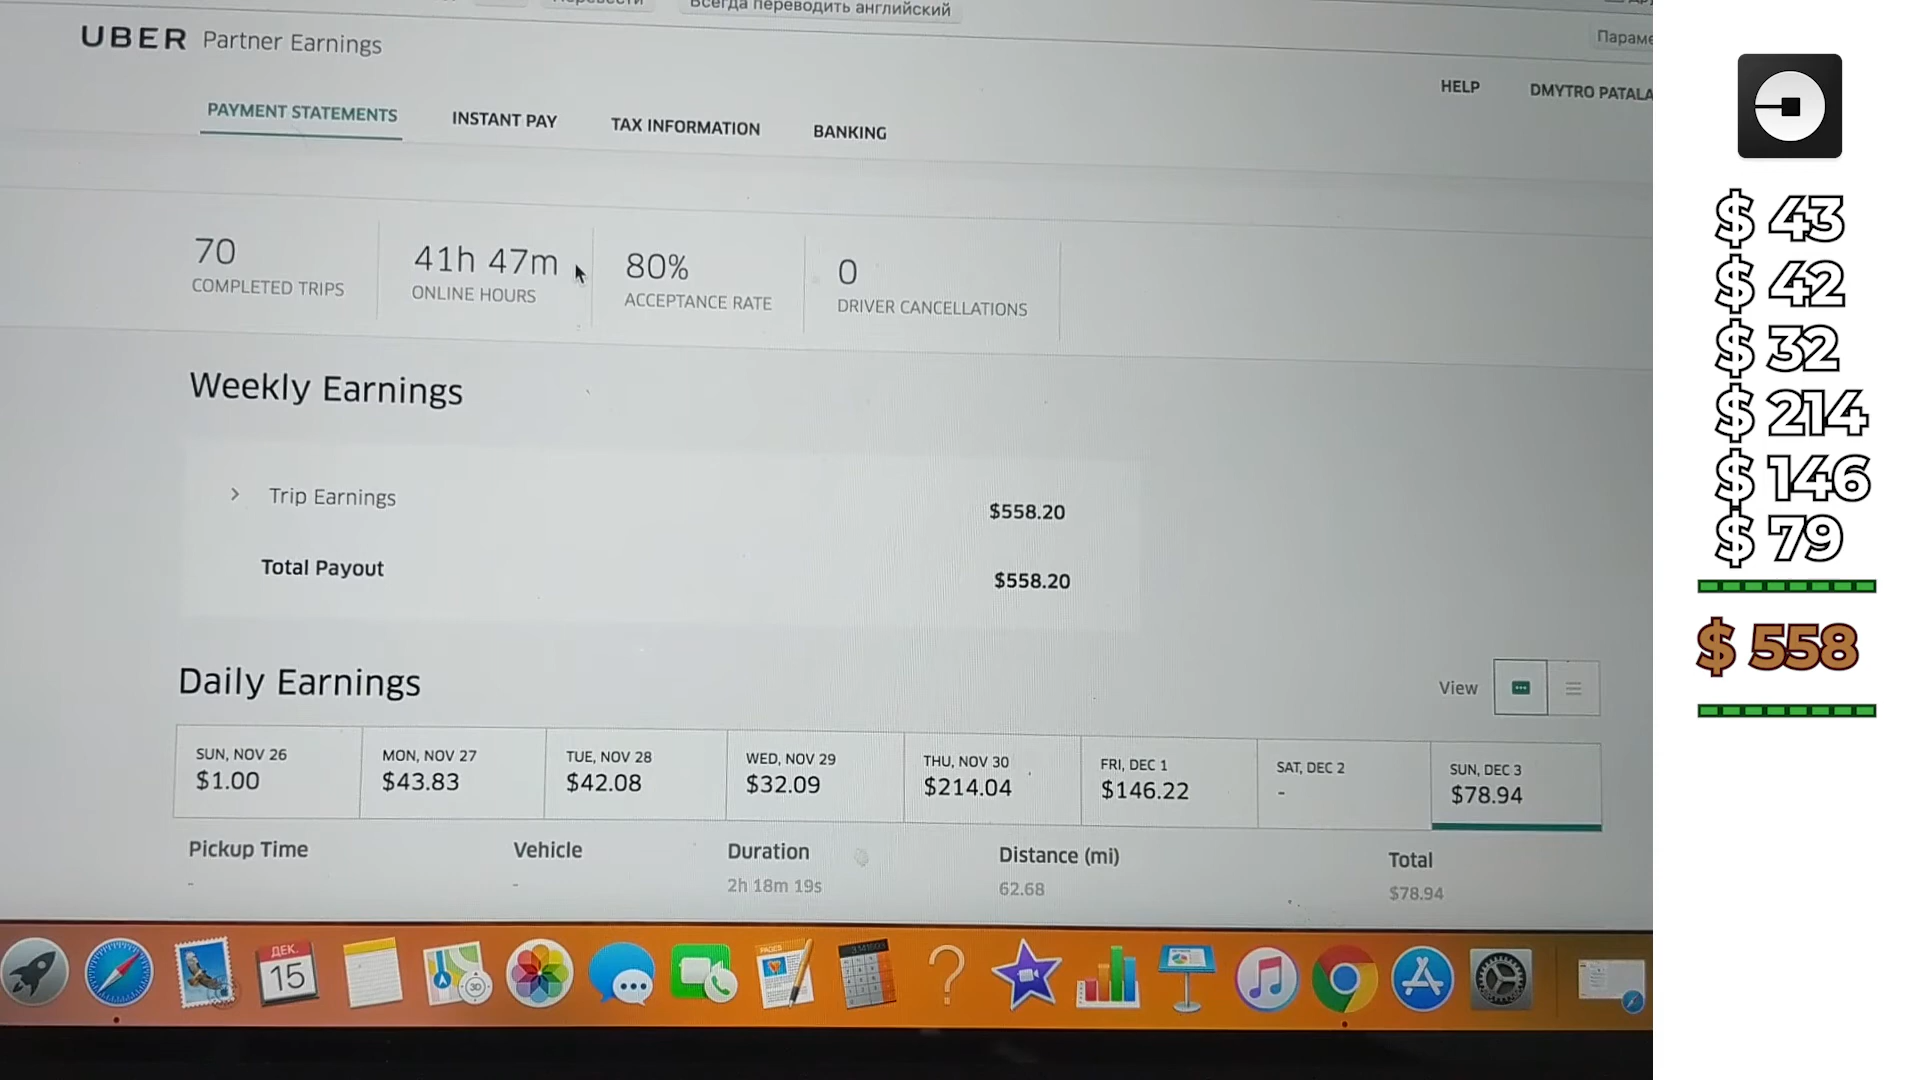 Всегда переводить английский
UBER Partner Earnings
HELP
DMYTRO PATALA
PAYMENT STATEMENTS
INSTANT PAY
TAX INFORMATION
BANKING
70
COMPLETED TRIPS
41h 47m
ONLINE HOURS
80%
ACCEPTANCE RATE
0
DRIVER CANCELLATIONS
Weekly Earnings
Trip Earnings
$558.20
Total Payout
$558.20
Daily Earnings
View
SUN, NOV 26
$1.00
MON, NOV 27
$43.83
TUE, NOV 28
$42.08
WED, NOV 29
$32.09
THU, NOV 30
$214.04
FRI, DEC 1
$146.22
SAT, DEC 2
-
SUN, DEC 3
$78.94
Pickup Time
Vehicle
Duration
Distance (mi)
Total
-
-
2h 18m 19s
62.68
$78.94
ДЕК.
15
3D
PAGES
$ 43
$ 42
$ 32
$ 214
$ 146
$ 79
$ 558